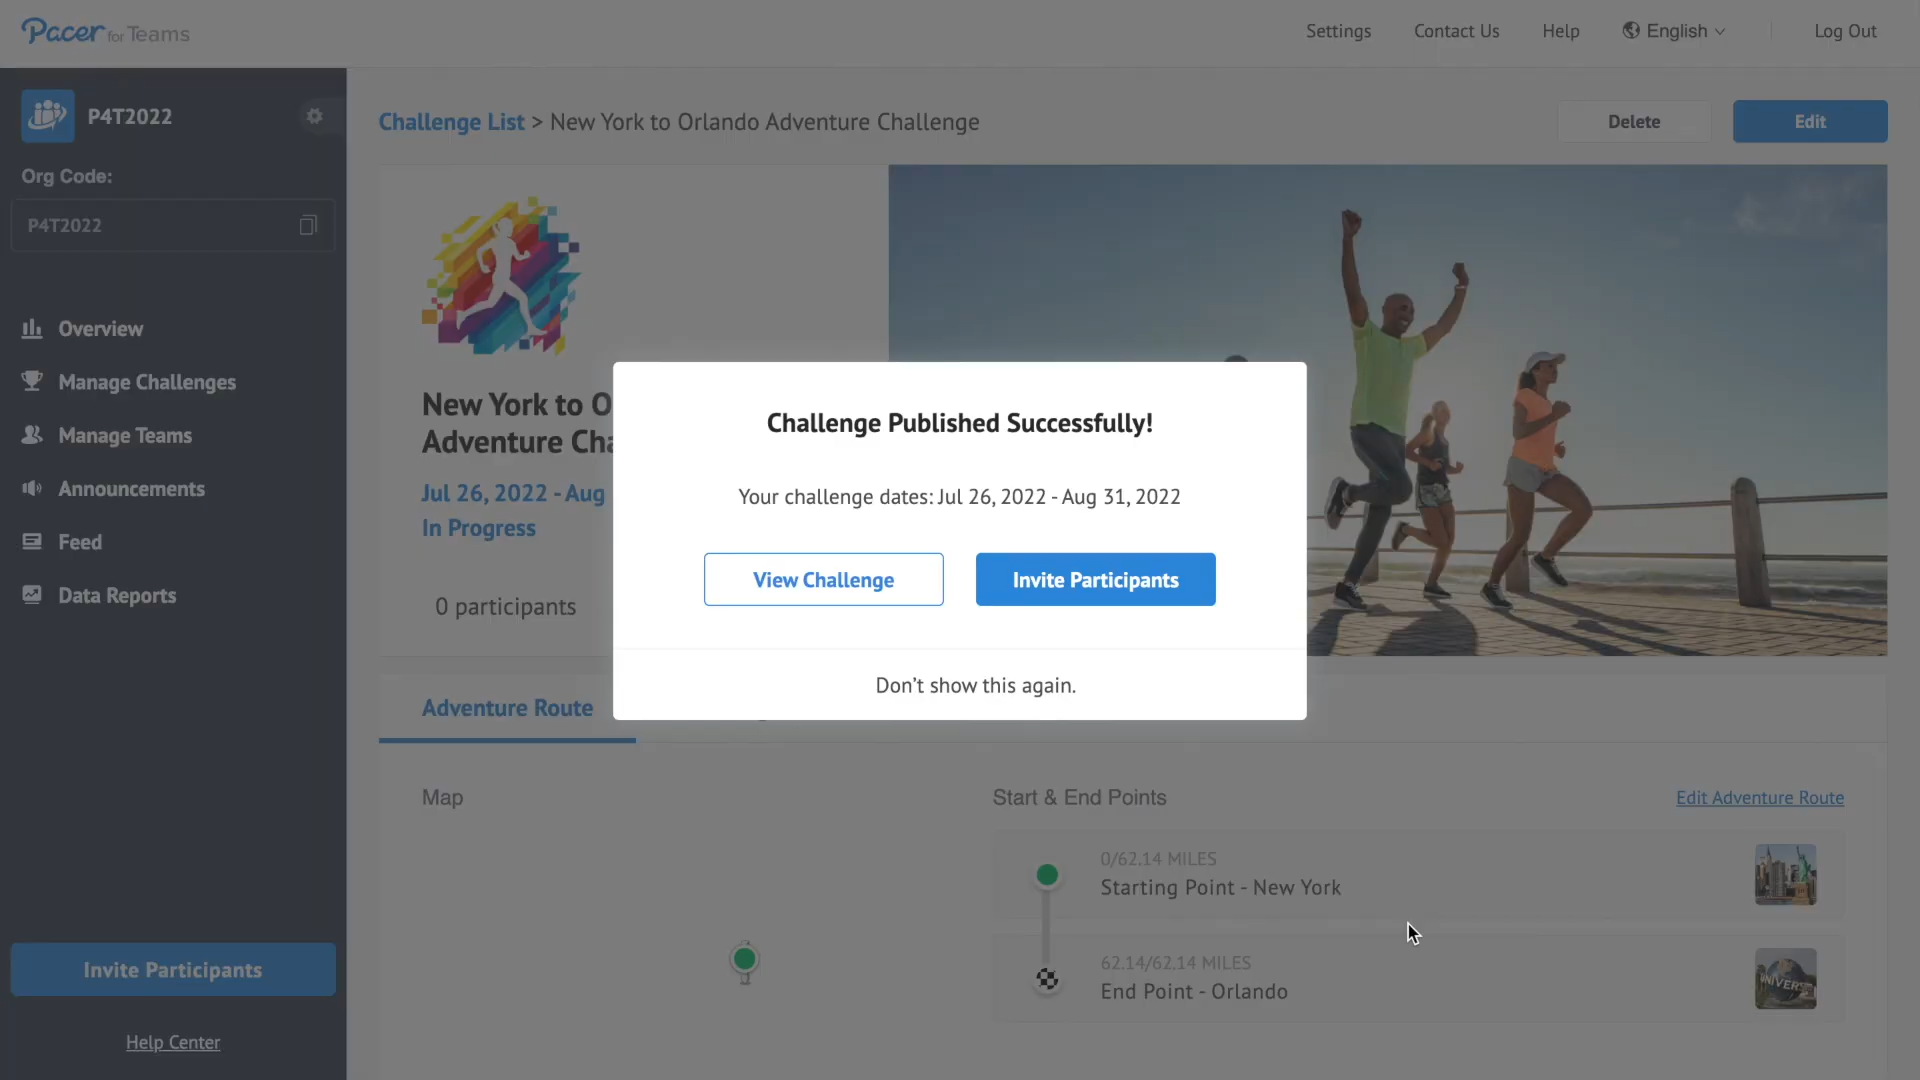 Pacer for Teams
Settings
Contact Us
Help
English
Log Out
P4T2022
Org Code:
P4T2022
Overview
Manage Challenges
Manage Teams
Announcements
Feed
Data Reports
Invite Participants
Help Center
Challenge List > New York to Orlando Adventure Challenge
Delete
Edit
New York to O
Adventure Cha
Jul 26, 2022 - Aug
In Progress
0 participants
Challenge Published Successfully!
Your challenge dates: Jul 26, 2022 - Aug 31, 2022
View Challenge
Invite Participants
Don’t show this again.
Adventure Route
Map
Start & End Points
Edit Adventure Route
0/62.14 MILES
Starting Point - New York
62.14/62.14 MILES
End Point - Orlando
UNIVERS